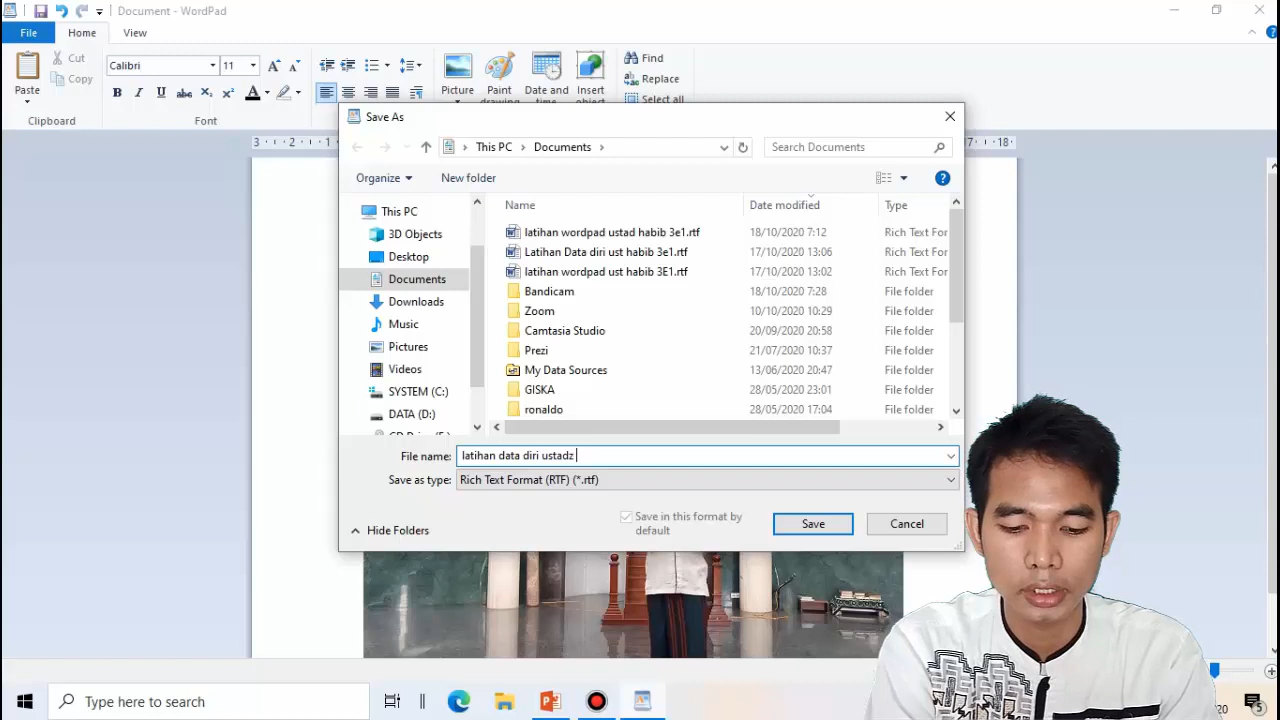 Document - WordPad
File Home View
Cut
Copy
Paste
Clipboard
Calibri 11
Font
Picture
Paint drawing
Date and time
Insert object
Find
Replace
Select all
3 2 1 17 18
Save As
This PC Documents
Search Documents
Organize New folder
This PC
3D Objects
Desktop
Documents
Downloads
Music
Pictures
Videos
SYSTEM (C:)
DATA (D:)
Name Date modified Type
latihan wordpad ustad habib 3e1.rtf 18/10/2020 7:12 Rich Text For
Latihan Data diri ust habib 3e1.rtf 17/10/2020 13:06 Rich Text For
latihan wordpad ust habib 3E1.rtf 17/10/2020 13:02 Rich Text For
Bandicam 18/10/2020 7:28 File folder
Zoom 10/10/2020 10:29 File folder
Camtasia Studio 20/09/2020 20:58 File folder
Prezi 21/07/2020 10:37 File folder
My Data Sources 13/06/2020 20:47 File folder
GISKA 28/05/2020 23:01 File folder
ronaldo 28/05/2020 17:04 File folder
File name: latihan data diri ustadz
Save as type: Rich Text Format (RTF) (*.rtf)
Save in this format by
default
Hide Folders
Save Cancel
Type here to search
20 5